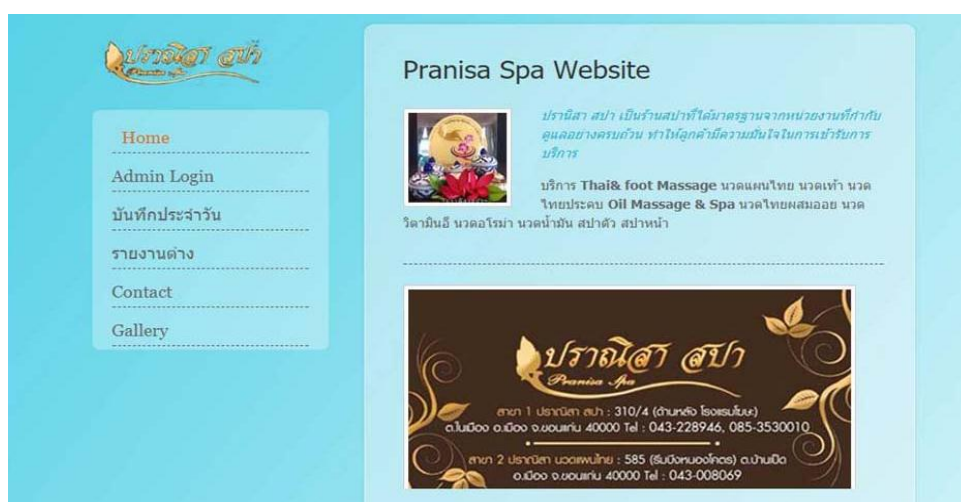 ปราณิสา สปา
Pranisa Spa
Home
Admin Login
บันทึกประจำวัน
รายงานต่าง
Contact
Gallery
Pranisa Spa Website
ปรานิสา สปา เป็นร้านสปาที่ได้มาตรฐานจากหน่วยงานที่กำกับ
ดูแลอย่างครบถ้วน ทำให้ลูกค้ามีความมั่นใจในการเข้ารับการ
บริการ
บริการ Thai& foot Massage นวดแผนไทย นวดเท้า นวด
ไทยประคบ Oil Massage & Spa นวดไทยผสมออย นวด
วิตามินอี นวดอโรม่า นวดน้ำมัน สปาตัว สปาหน้า
ปราณิสา สปา
Pranisa Spa
สาขา 1 ปราณิสา สปา : 310/4 (ด้านหลัง โรงแรมโฆษะ)
ต.ในเมือง อ.เมือง จ.ขอนแก่น 40000 Tel : 043-228946, 085-3530010
สาขา 2 ปราณิสา นวดแผนไทย : 585 (ริมบึงหนองโคตร) ต.บ้านเป็ด
อ.เมือง จ.ขอนแก่น 40000 Tel : 043-008069